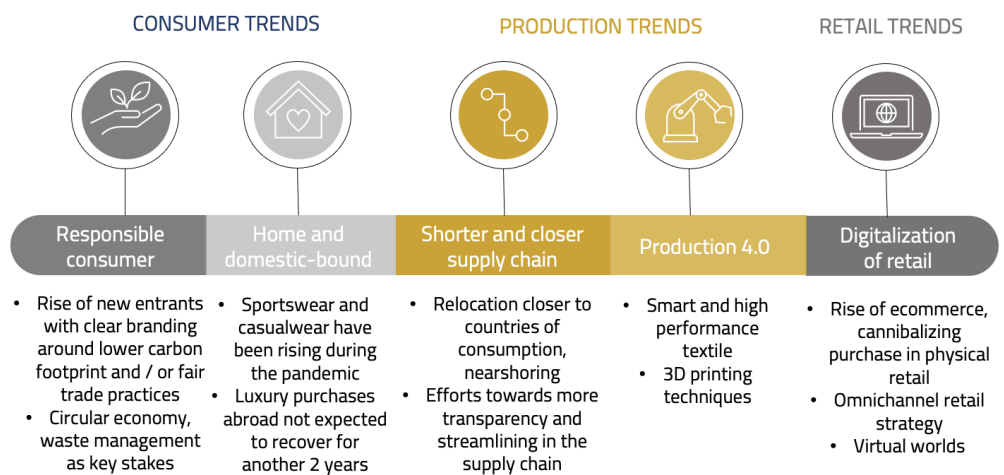 CONSUMER TRENDS
PRODUCTION TRENDS
RETAIL TRENDS
Responsible
consumer
Home and
domestic-bound
Shorter and closer
supply chain
Production 4.0
Digitalization
of retail
• Rise of new entrants
with clear branding
around lower carbon
footprint and / or fair
trade practices
• Circular economy,
waste management
as key stakes
• Sportswear and
casualwear have
been rising during
the pandemic
• Luxury purchases
abroad not expected
to recover for
another 2 years
• Relocation closer to
countries of
consumption,
nearshoring
• Efforts towards more
transparency and
streamlining in the
supply chain
• Smart and high
performance
textile
• 3D printing
techniques
• Rise of ecommerce,
cannibalizing
purchase in physical
retail
• Omnichannel retail
strategy
• Virtual worlds